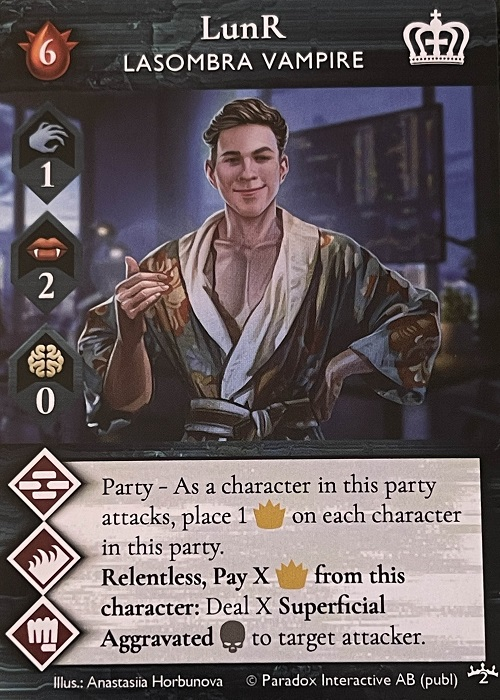 LunR
6
LASOMBRA VAMPIRE
1
2
0
Party - As a character in this party
attacks, place 1 on each character
in this party.
Relentless, Pay X from this
character: Deal X Superficial
Aggravated to target attacker.
Illus.: Anastasiia Horbunova © Paradox Interactive AB (publ) 2